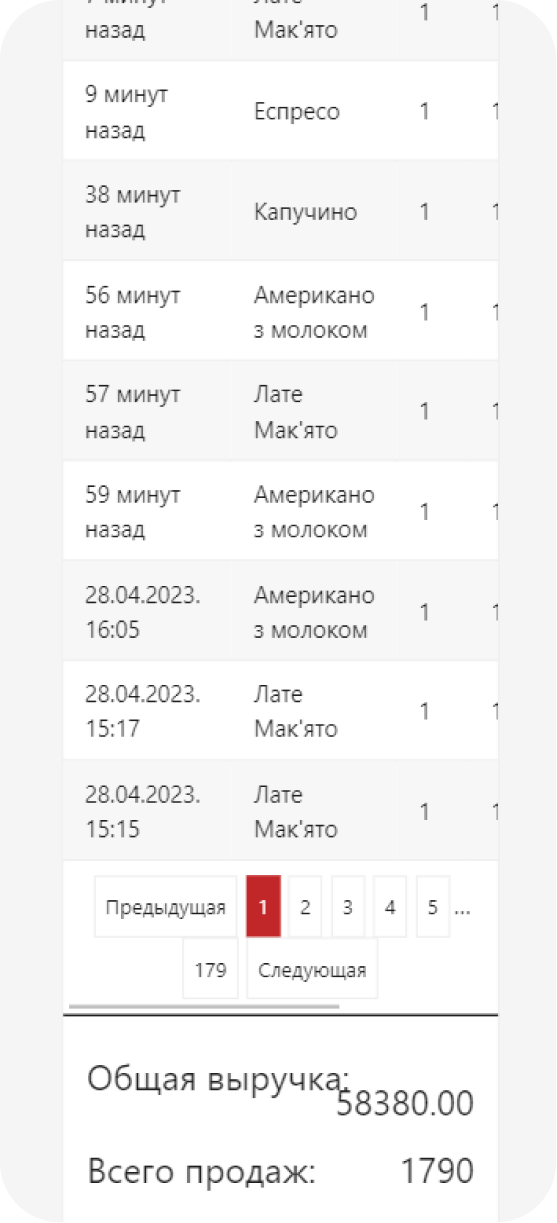 назад Мак'ято 1 1
9 минут
назад Еспресо 1 1
38 минут
назад Капучино 1 1
56 минут Американо
назад з молоком 1 1
57 минут Лате
назад Мак'ято 1 1
59 минут Американо
назад з молоком 1 1
28.04.2023. Американо
16:05 з молоком 1 1
28.04.2023. Лате
15:17 Мак'ято 1 1
28.04.2023. Лате
15:15 Мак'ято 1 1
Предыдущая 1 2 3 4 5 ...
179 Следующая
Общая выручка:
58380.00
Всего продаж: 1790